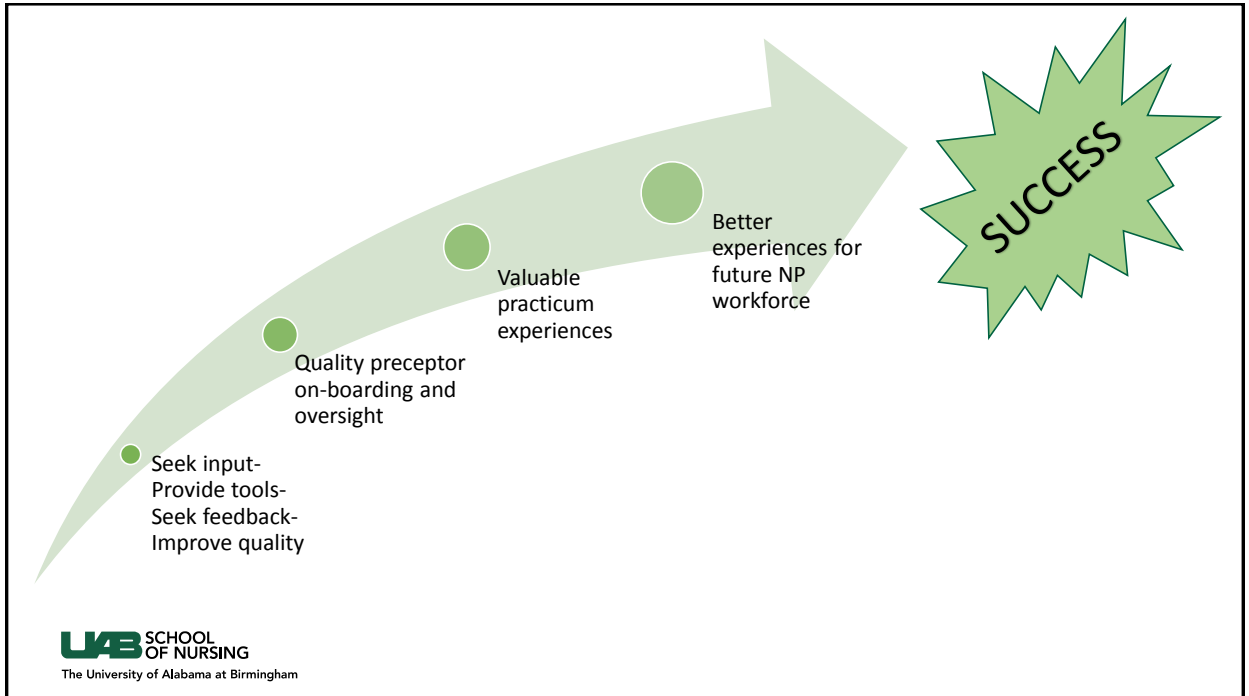 Seek input-
Provide tools-
Seek feedback-
Improve quality
Quality preceptor
on-boarding and
oversight
Valuable
practicum
experiences
Better
experiences for
future NP
workforce
SUCCESS
UAB SCHOOL
OF NURSING
The University of Alabama at Birmingham